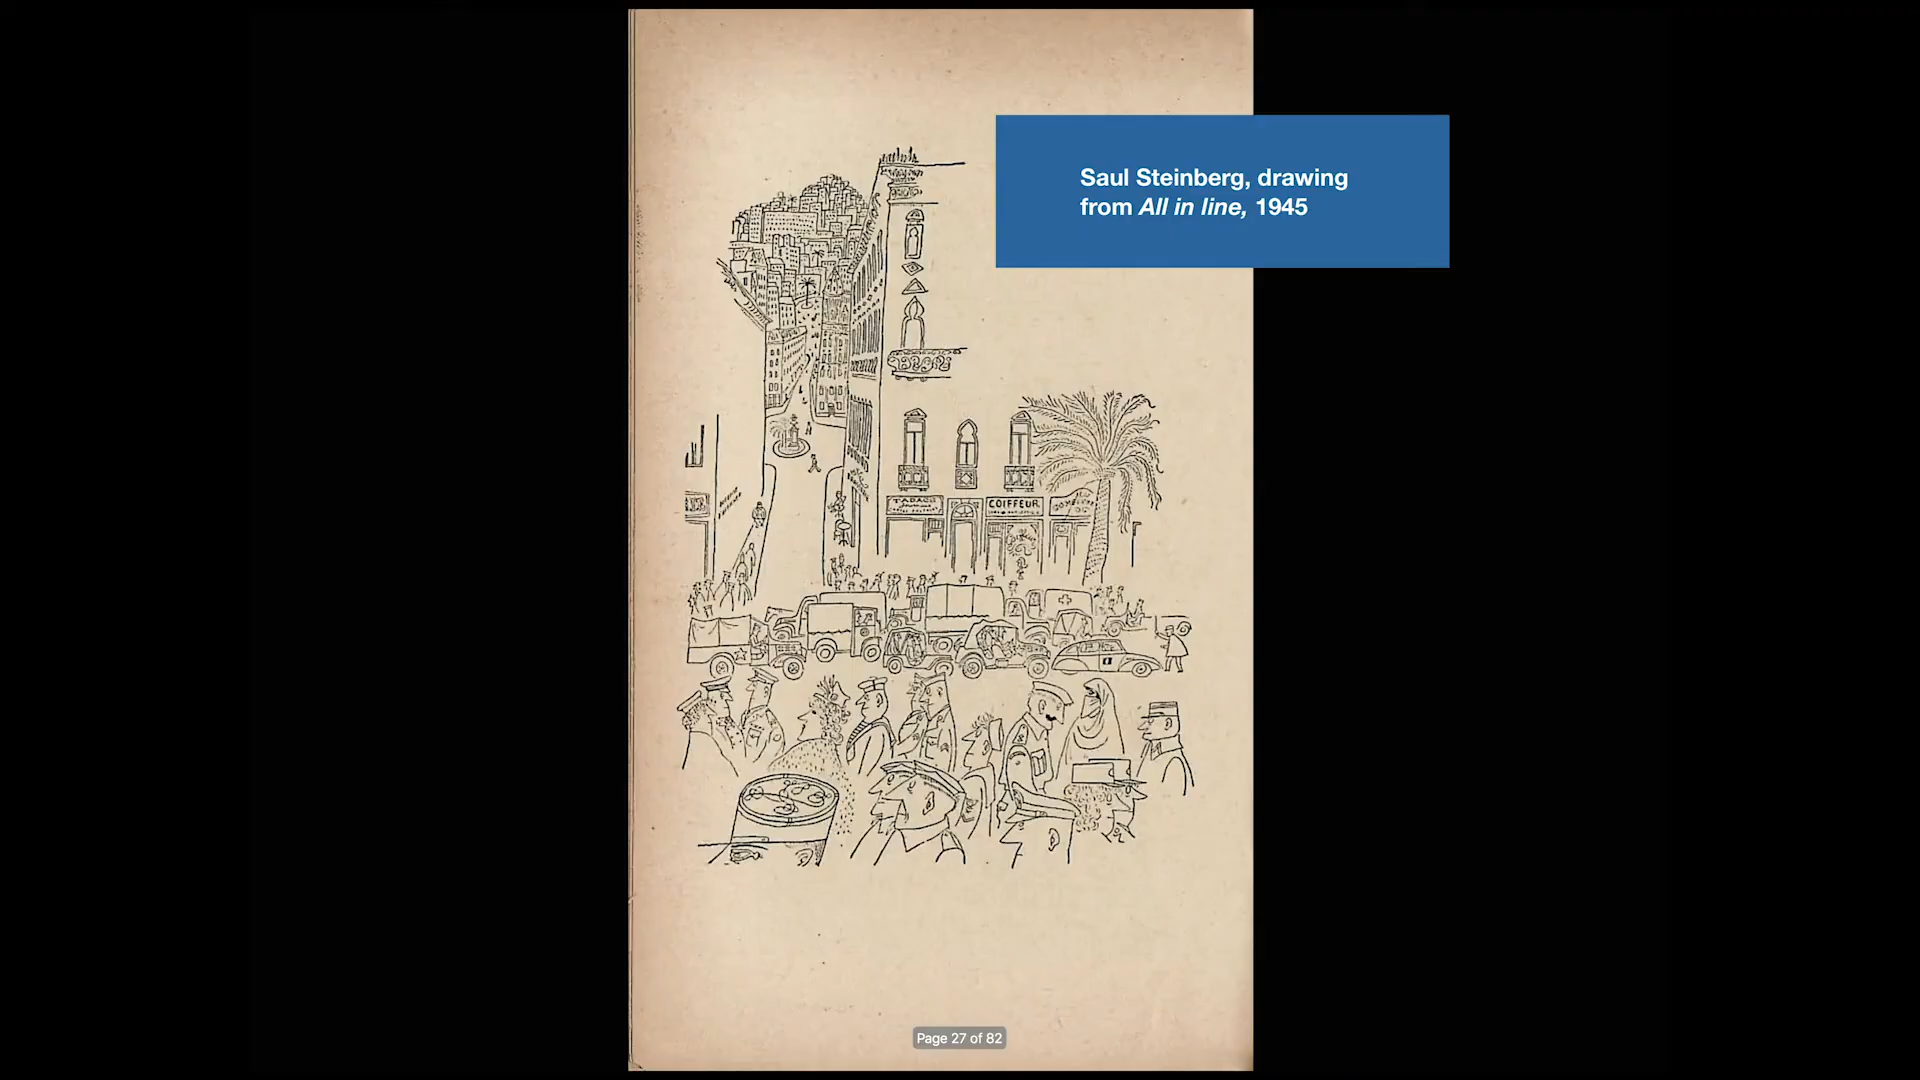 Saul Steinberg, drawing
from All in line, 1945
TABACS
COIFFEUR
Page 27 of 82